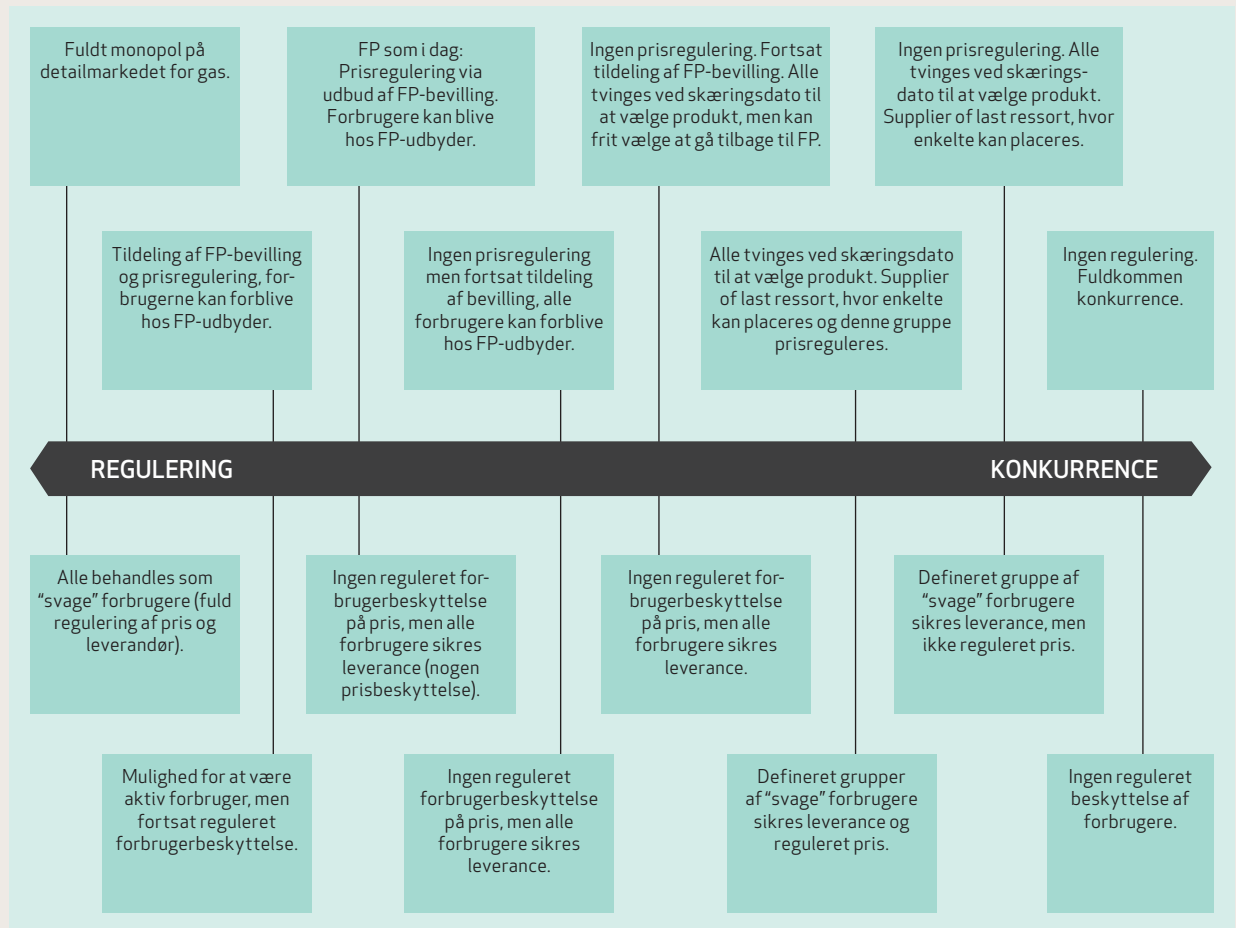 Fuldt monopol på
detailmarkedet for gas.
FP som i dag:
Prisregulering via
udbud af FP-bevilling.
Forbrugere kan blive
hos FP-udbyder.
Ingen prisregulering. Fortsat
tildeling af FP-bevilling. Alle
tvinges ved skæringsdato til
at vælge produkt, men kan
frit vælge at gå tilbage til FP.
Ingen prisregulering. Alle
tvinges ved skærings-
dato til at vælge produkt.
Supplier of last ressort, hvor
enkelte kan placeres.
Tildeling af FP-bevilling
og prisregulering, for-
brugerne kan forblive
hos FP-udbyder.
Ingen prisregulering
men fortsat tildeling
af bevilling, alle
forbrugere kan forblive
hos FP-udbyder.
Alle tvinges ved skæringsdato
til at vælge produkt. Supplier
of last ressort, hvor enkelte
kan placeres og denne gruppe
prisreguleres.
Ingen regulering.
Fuldkommen
konkurrence.
REGULERING
KONKURRENCE
Alle behandles som
“svage” forbrugere (fuld
regulering af pris og
leverandør).
Ingen reguleret for-
brugerbeskyttelse
på pris, men alle
forbrugere sikres
leverance (nogen
prisbeskyttelse).
Ingen reguleret for-
brugerbeskyttelse
på pris, men alle
forbrugere sikres
leverance.
Defineret gruppe af
“svage” forbrugere
sikres leverance, men
ikke reguleret pris.
Mulighed for at være
aktiv forbruger, men
fortsat reguleret
forbrugerbeskyttelse.
Ingen reguleret
forbrugerbeskyttelse
på pris, men alle
forbrugere sikres
leverance.
Defineret grupper
af “svage” forbrugere
sikres leverance og
reguleret pris.
Ingen reguleret
beskyttelse af
forbrugere.